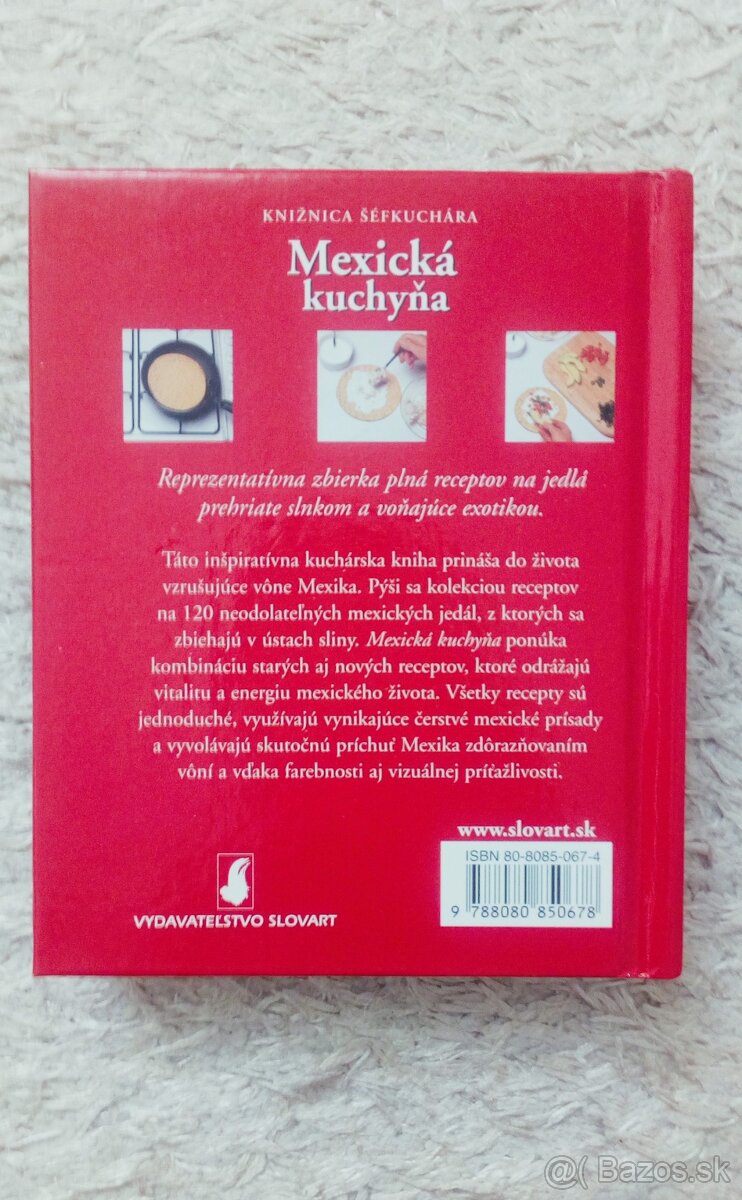 KNIŽNICA ŠÉFKUCHÁRA
Mexická
kuchyňa
Reprezentatívna zbierka plná receptov na jedlá
prehriate slnkom a voňajúce exotikou.
Táto inšpiratívna kuchárska kniha prináša do života
vzrušujúce vône Mexika. Pýši sa kolekciou receptov
na 120 neodolateľných mexických jedál, z ktorých sa
zbiehajú v ústach sliny. Mexická kuchyňa ponúka
kombináciu starých aj nových receptov, ktoré odrážajú
vitalitu a energiu mexického života. Všetky recepty sú
jednoduché, využívajú vynikajúce čerstvé mexické prísady
a vyvolávajú skutočnú príchuť Mexika zdôrazňovaním
vôní a vďaka farebnosti aj vizuálnej príťažlivosti.
www.slovart.sk
ISBN 80-8085-067-4
9 788080 850678
VYDAVATEĽSTVO SLOVART
@( Bazos.sk